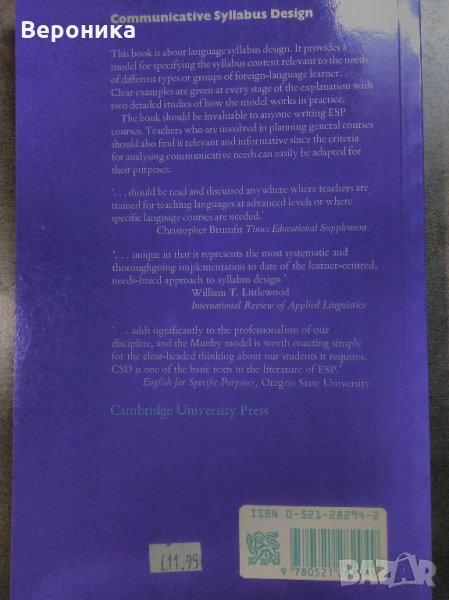 Communicative Syllabus Design
Вероника
This book is about language syllabus design. It provides a
model for specifying the syllabus content relevant to the needs
of different types or groups of foreign-language learner.
Clear examples are given at every stage of the explanation with
two detailed studies of how the model works in practice.
The book should be invaluable to anyone writing ESP
courses. Teachers who are involved in planning general courses
should also find it relevant and informative since the criteria
for analysing communicative needs can easily be adapted for
their purposes.
‘. . . should be read and discussed anywhere where teachers are
trained for teaching languages at advanced levels or where
specific language courses are needed.’
Christopher Brumfit Times Educational Supplement
‘. . . unique in that it represents the most systematic and
thoroughgoing implementation to date of the learner-centred,
needs-based approach to syllabus design.’
William T. Littlewood
International Review of Applied Linguistics
‘. . . adds significantly to the professionalism of our
discipline, and the Munby model is worth enacting simply
for the clear-headed thinking about our students it requires.
CSD is one of the basic texts in the literature of ESP.’
English for Specific Purposes, Oregon State University
Cambridge University Press
ISBN 0-521-28294-2
9 780521
£11.95
BAZAR